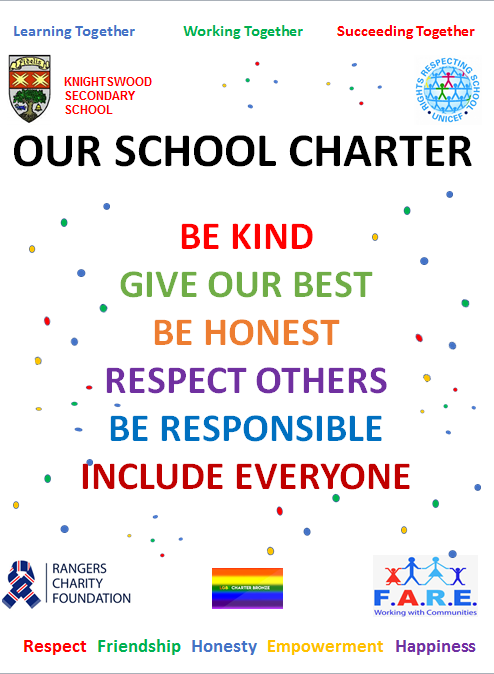 Learning Together Working Together Succeeding Together
KNIGHTSWOOD
SECONDARY
SCHOOL
RIGHTS RESPECTING SCHOOL
UNICEF
OUR SCHOOL CHARTER
BE KIND
GIVE OUR BEST
BE HONEST
RESPECT OTHERS
BE RESPONSIBLE
INCLUDE EVERYONE
RANGERS
CHARITY
FOUNDATION
CHARTER BRONZE
F.A.R.E.
Working with Communities
Respect Friendship Honesty Empowerment Happiness